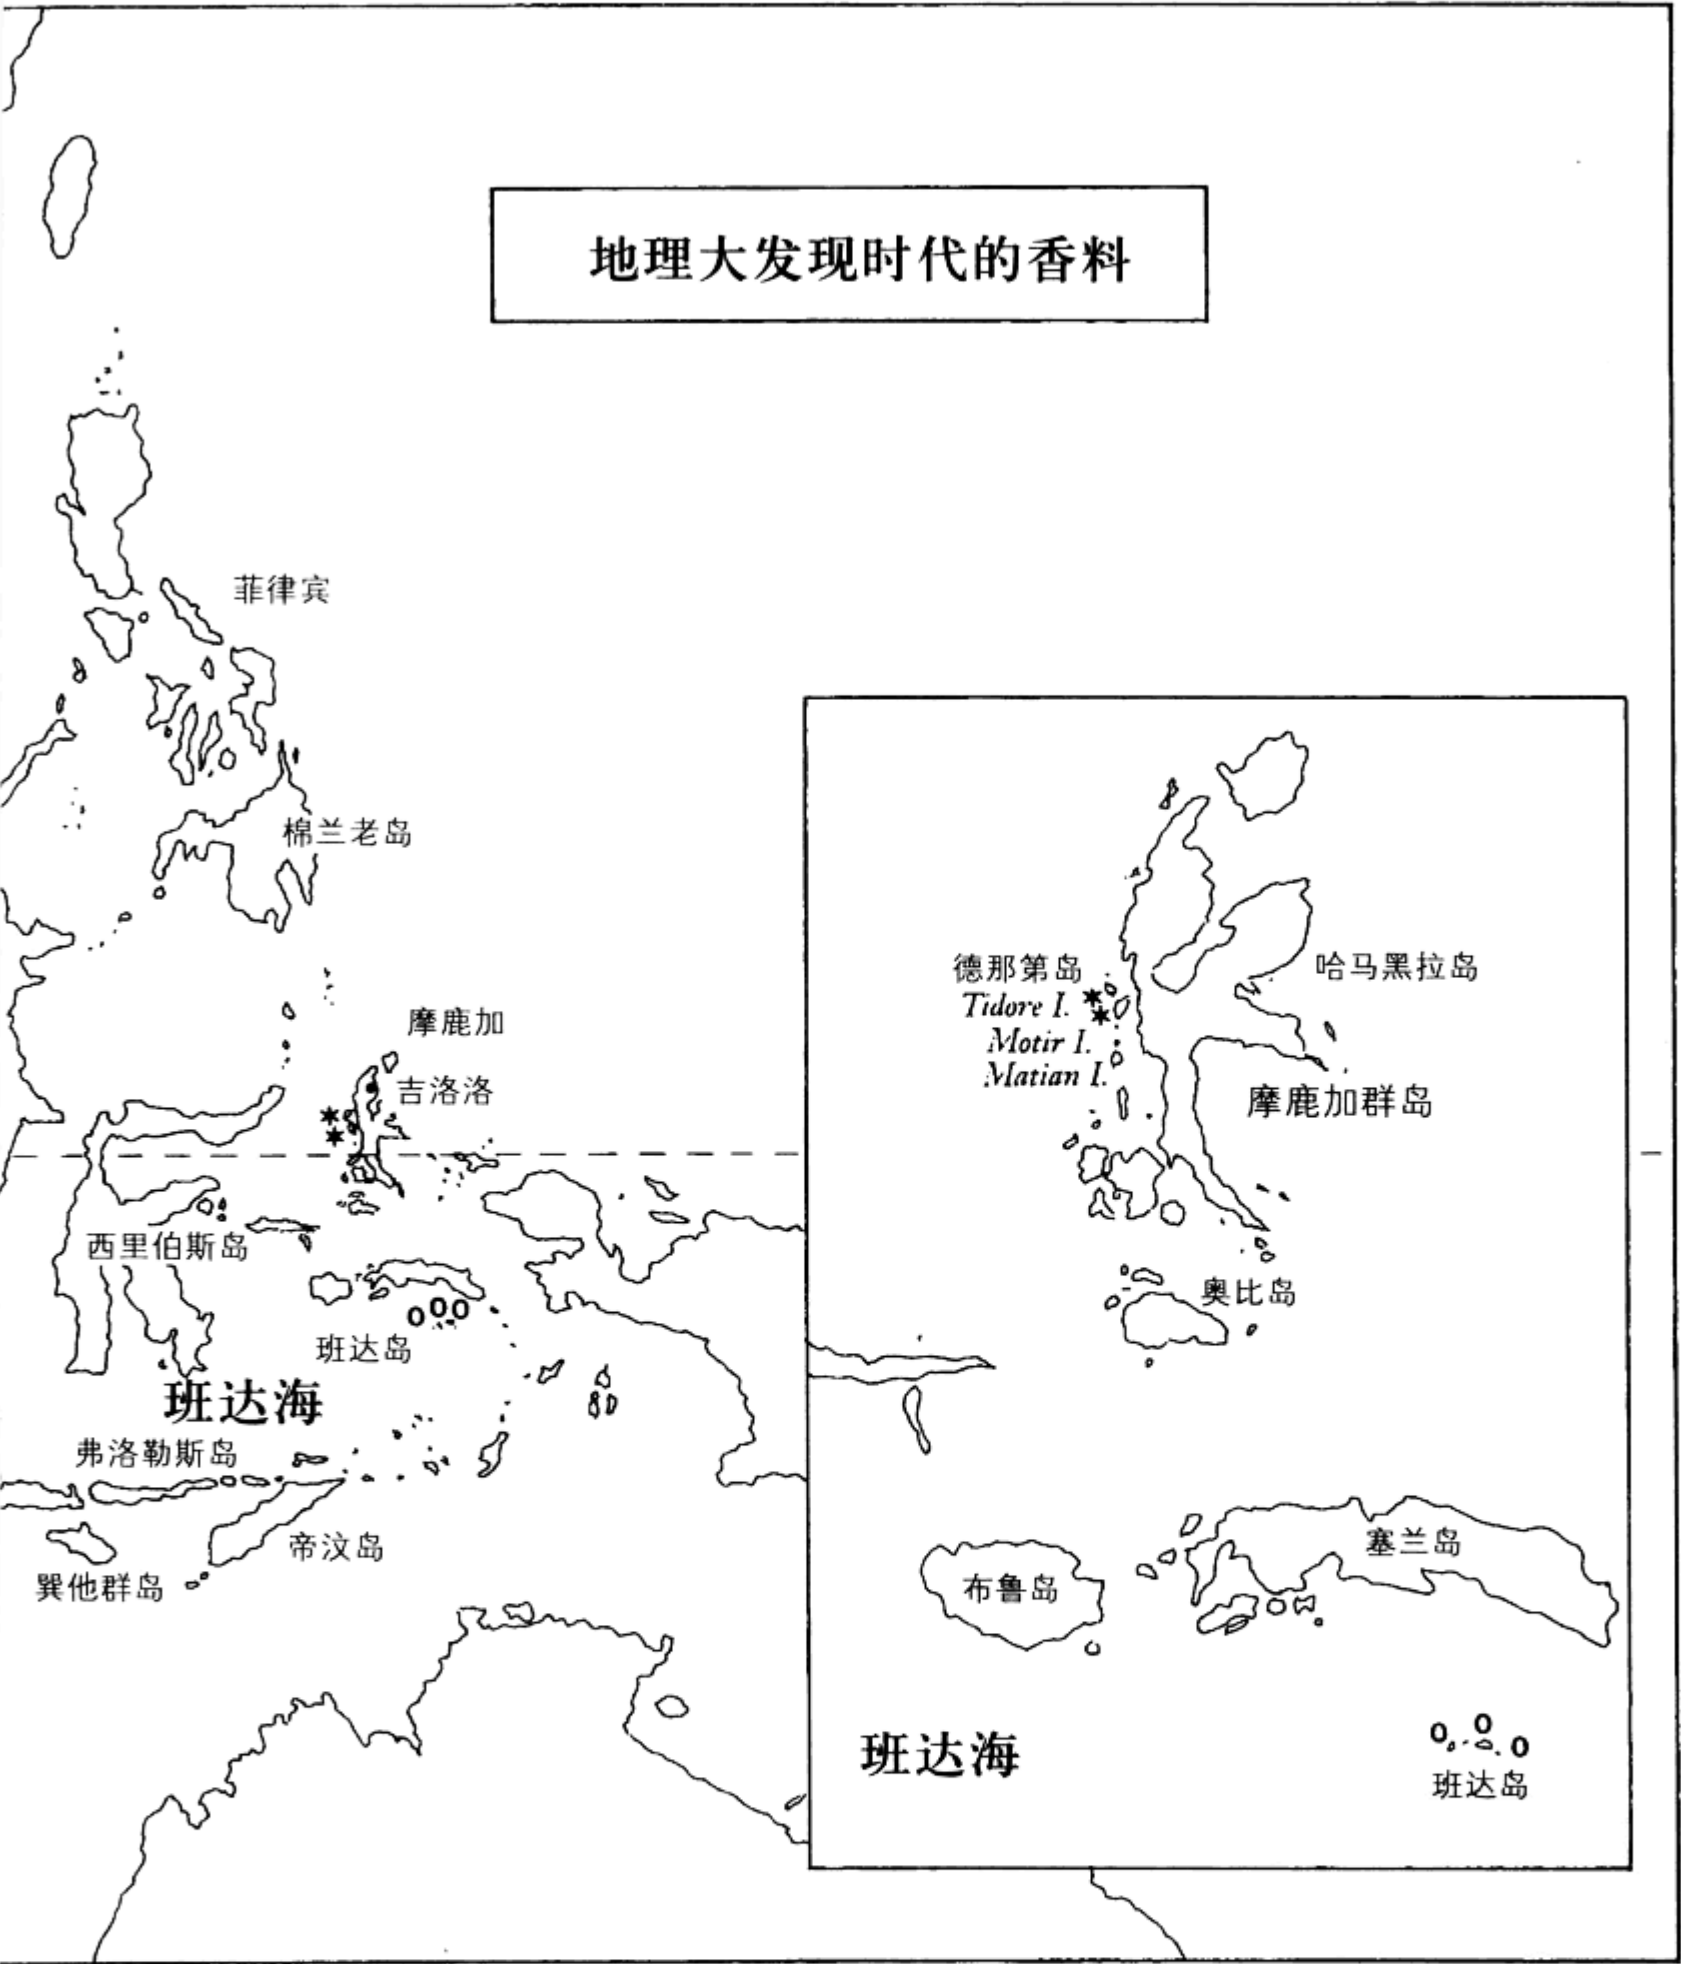 地理大发现时代的香料
菲律宾
棉兰老岛
摩鹿加
吉洛洛
西里伯斯岛
班达岛
班达海
弗洛勒斯岛
帝汶岛
巽他群岛
德那第岛
哈马黑拉岛
Tidore I.
Motir I.
Matian I.
摩鹿加群岛
奥比岛
塞兰岛
布鲁岛
班达海
班达岛